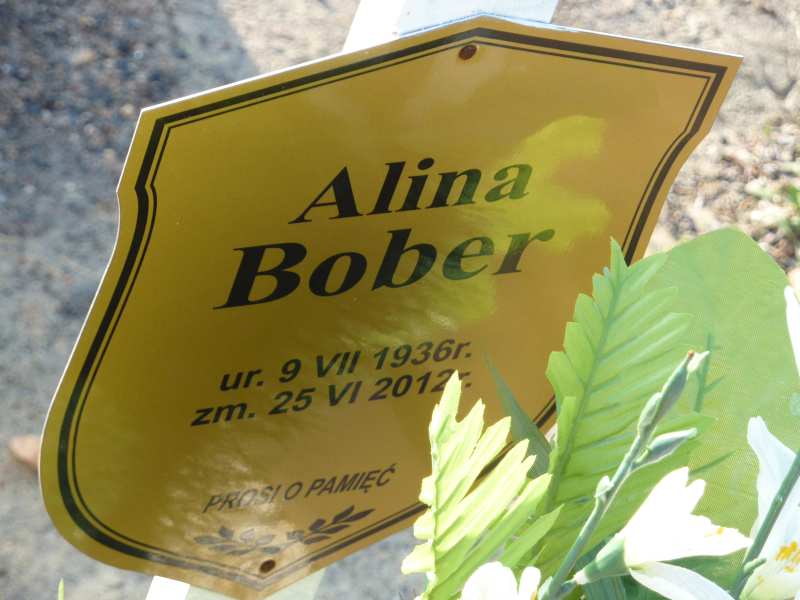 Alina
Bober
ur. 9 VII 1936r.
zm. 25 VI 2012r.
PROSI O PAMIĘĆ